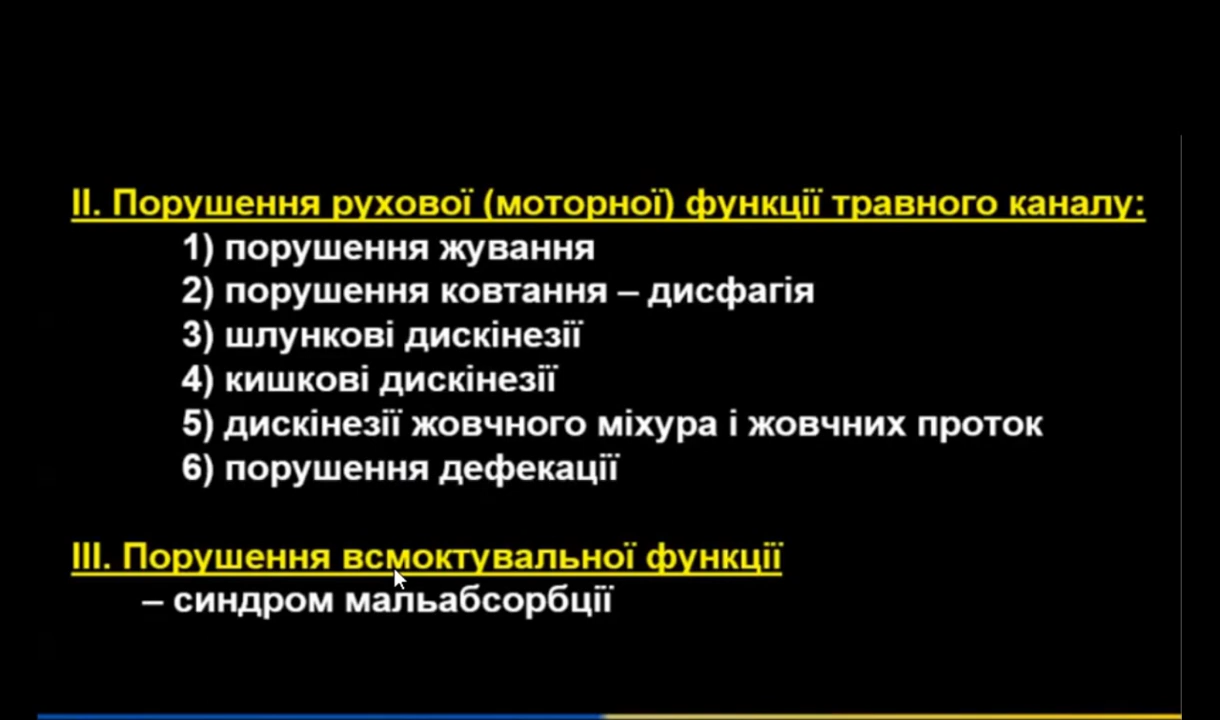 II. Порушення рухової (моторної) функції травного каналу:
1) порушення жування
2) порушення ковтання – дисфагія
3) шлункові дискінезії
4) кишкові дискінезії
5) дискінезії жовчного міхура і жовчних проток
6) порушення дефекації
III. Порушення всмоктувальної функції
– синдром мальабсорбції